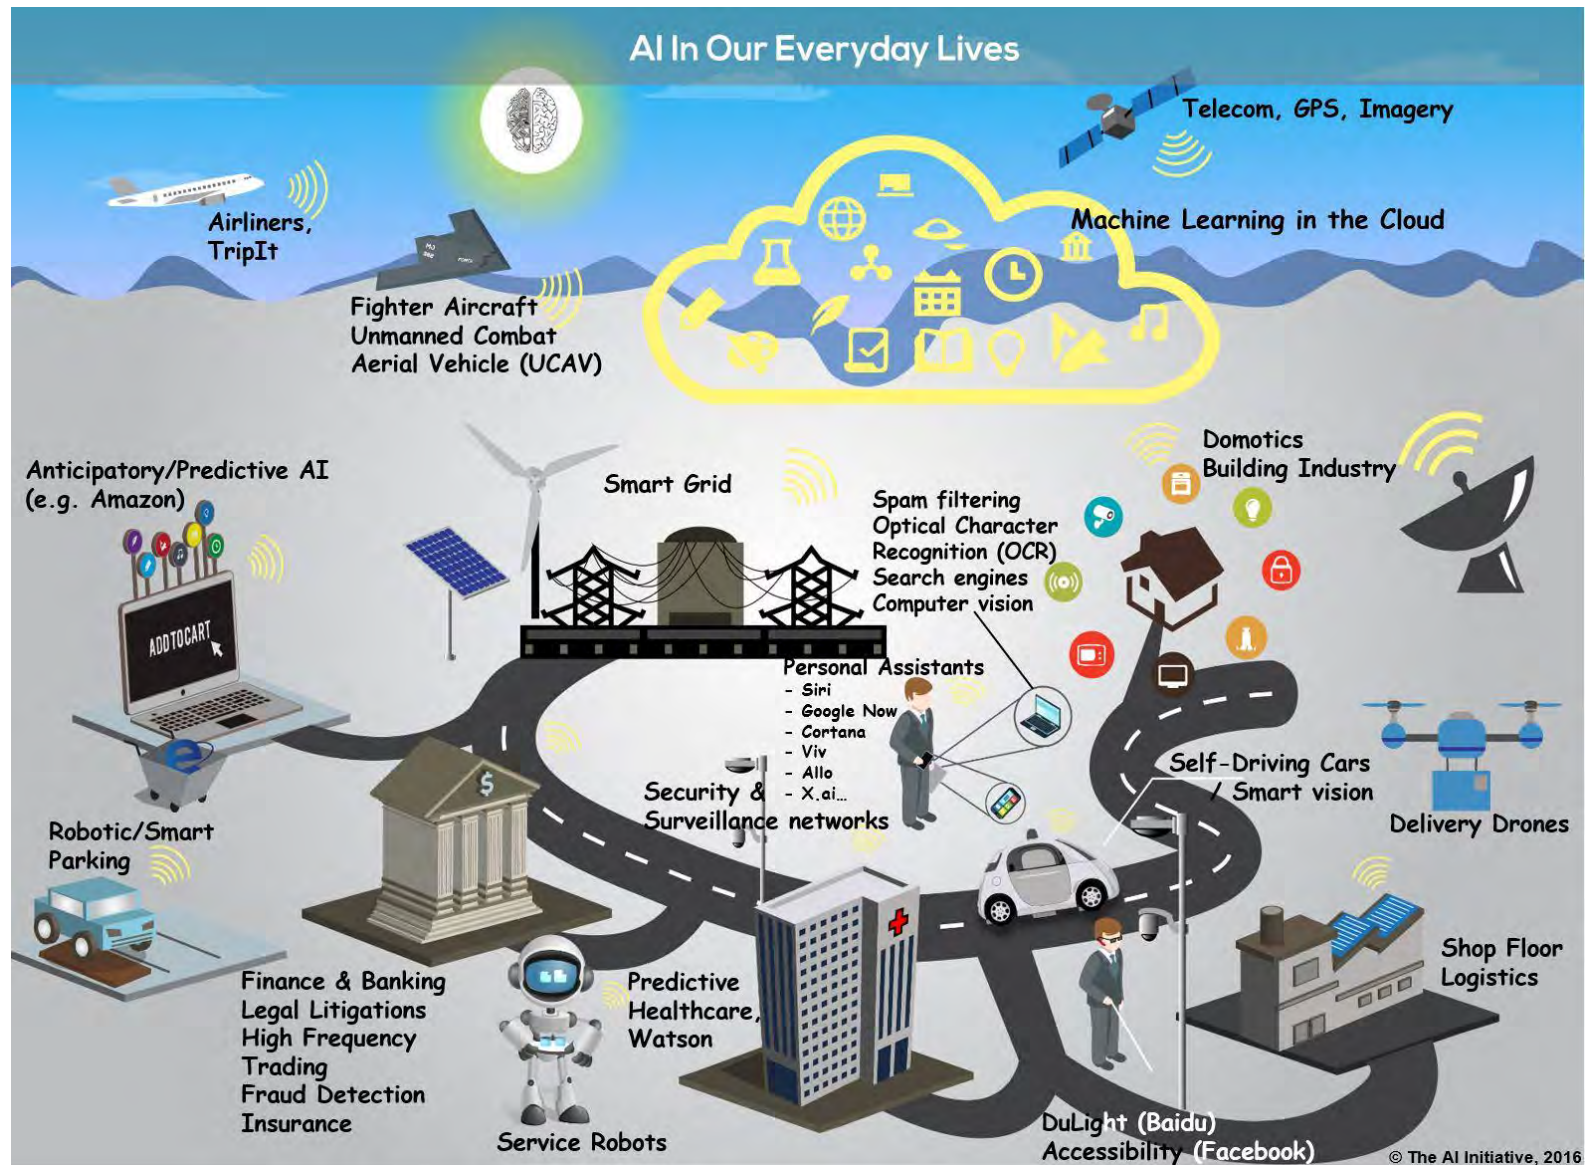 AI In Our Everyday Lives
Telecom, GPS, Imagery
Airliners,
TripIt
Machine Learning in the Cloud
Fighter Aircraft
Unmanned Combat
Aerial Vehicle (UCAV)
Anticipatory/Predictive AI
(e.g. Amazon)
ADD TO CART
Smart Grid
Spam filtering
Optical Character
Recognition (OCR)
Search engines
Computer vision
Domotics
Building Industry
Personal Assistants
- Siri
- Google Now
- Cortana
- Viv
- Allo
- X.ai…
Security &
Surveillance networks
Self-Driving Cars
/ Smart vision
Delivery Drones
Robotic/Smart
Parking
$
Finance & Banking
Legal Litigations
High Frequency
Trading
Fraud Detection
Insurance
Service Robots
Predictive
Healthcare,
Watson
Shop Floor
Logistics
DuLight (Baidu)
Accessibility (Facebook)
© The AI Initiative, 2016